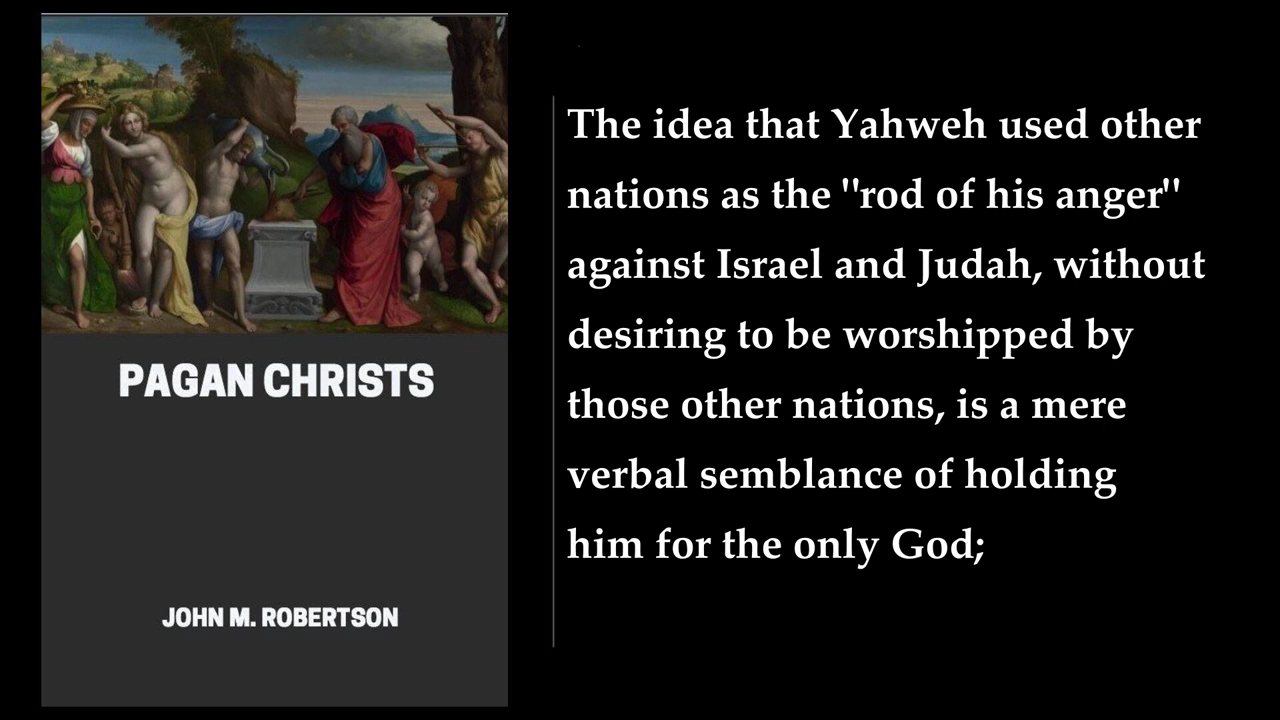 PAGAN CHRISTS
JOHN M. ROBERTSON
The idea that Yahweh used other
nations as the "rod of his anger"
against Israel and Judah, without
desiring to be worshipped by
those other nations, is a mere
verbal semblance of holding
him for the only God;